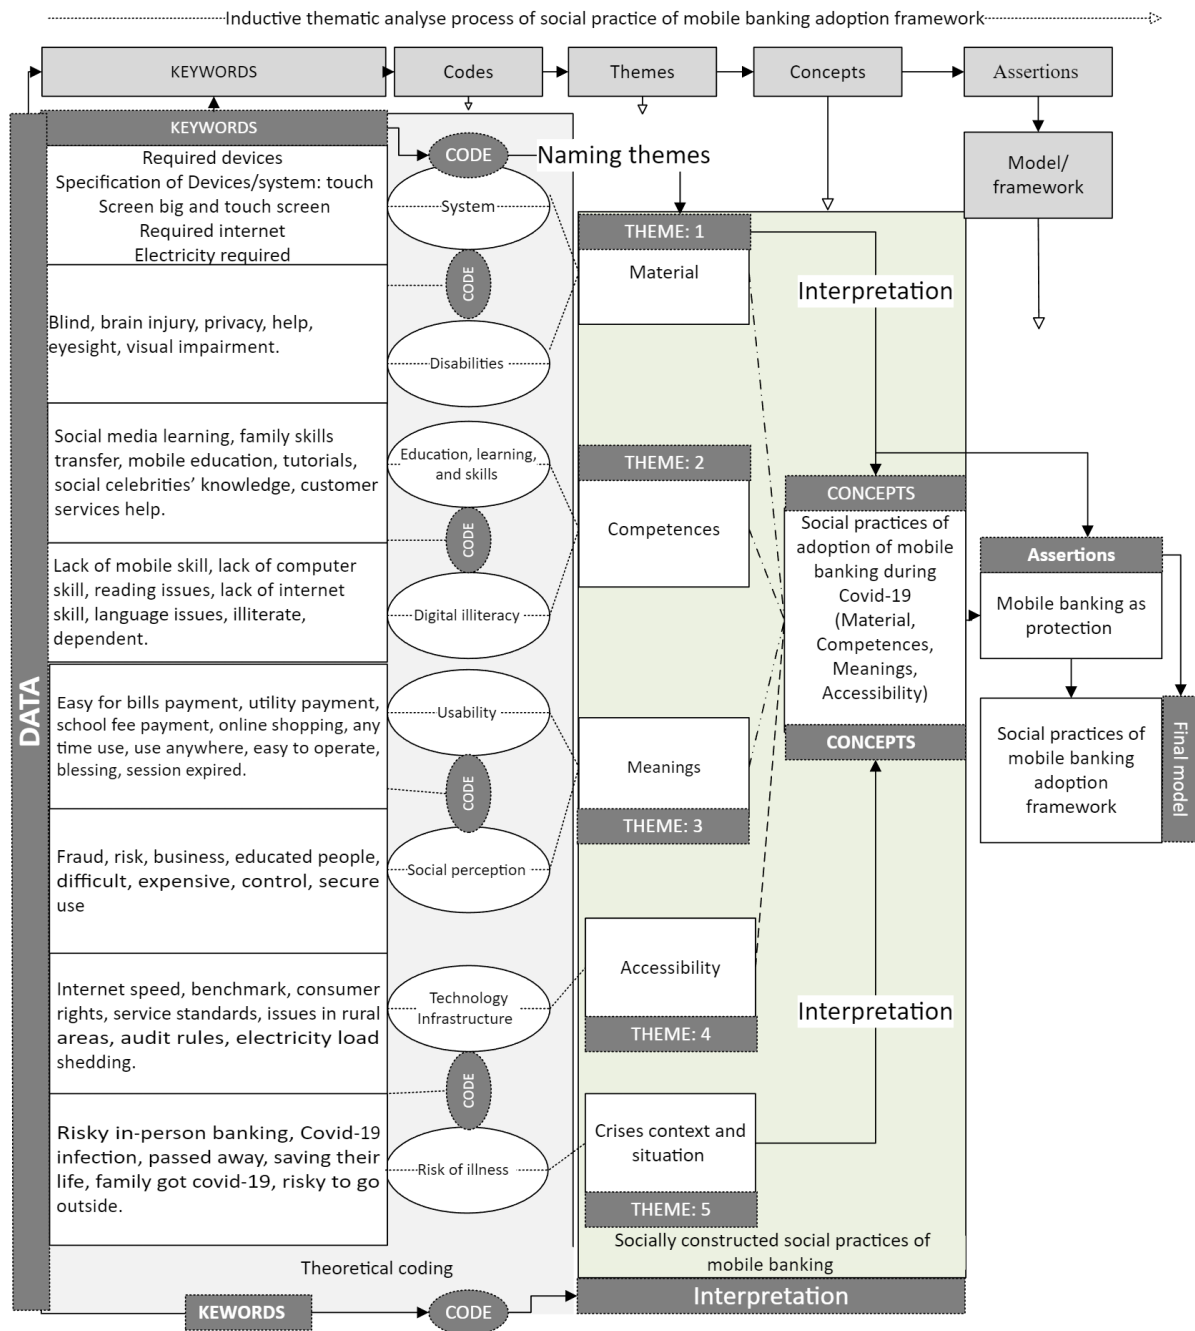 Inductive thematic analyse process of social practice of mobile banking adoption framework
KEYWORDS
Codes
Themes
Concepts
Assertions
KEYWORDS
Required devices
Specification of Devices/system: touch
Screen big and touch screen
Required internet
Electricity required
Blind, brain injury, privacy, help,
eyesight, visual impairment.
Social media learning, family skills
transfer, mobile education, tutorials,
social celebrities’ knowledge, customer
services help.
Lack of mobile skill, lack of computer
skill, reading issues, lack of internet
skill, language issues, illiterate,
dependent.
Easy for bills payment, utility payment,
school fee payment, online shopping, any
time use, use anywhere, easy to operate,
blessing, session expired.
Fraud, risk, business, educated people,
difficult, expensive, control, secure
use
Internet speed, benchmark, consumer
rights, service standards, issues in rural
areas, audit rules, electricity load
shedding.
Risky in-person banking, Covid-19
infection, passed away, saving their
life, family got covid-19, risky to go
outside.
DATA
CODE
System
CODE
Disabilities
Education, learning,
and skills
CODE
Digital illiteracy
Usability
CODE
Social perception
Technology
Infrastructure
CODE
Risk of illness
Theoretical coding
KEWORDS
CODE
Naming themes
THEME: 1
Material
THEME: 2
Competences
Meanings
THEME: 3
Accessibility
THEME: 4
Crises context and
situation
THEME: 5
Socially constructed social practices of
mobile banking
Interpretation
Interpretation
CONCEPTS
Social practices of
adoption of mobile
banking during
Covid-19
(Material,
Competences,
Meanings,
Accessibility)
CONCEPTS
Interpretation
Model/
framework
Assertions
Mobile banking as
protection
Social practices of
mobile banking
adoption
framework
Final model